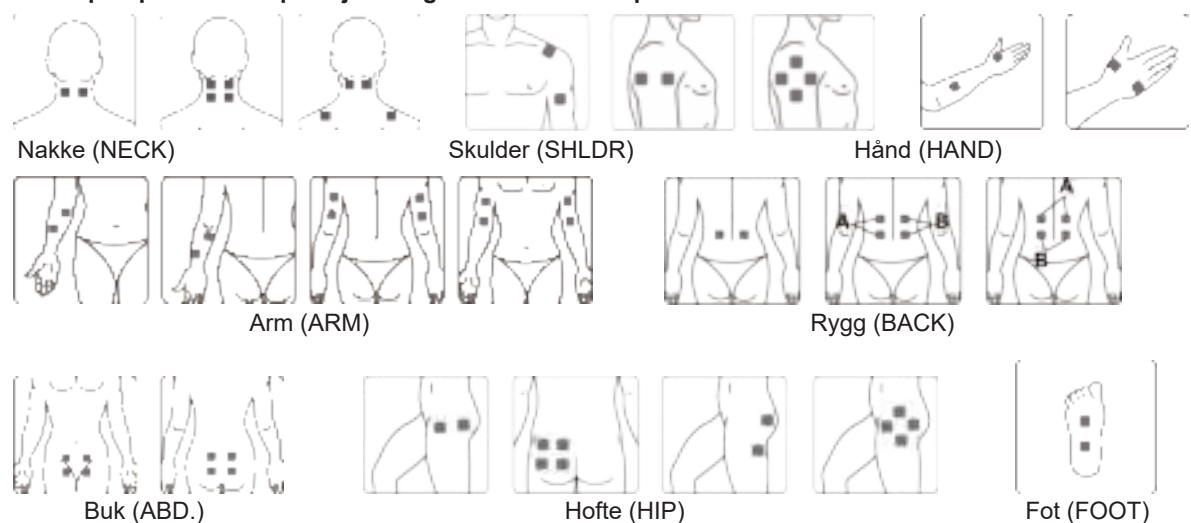 Nakke (NECK)
Skulder (SHLDR)
Hånd (HAND)
A
B
A
B
Arm (ARM)
Rygg (BACK)
Buk (ABD.)
Hofte (HIP)
Fot (FOOT)